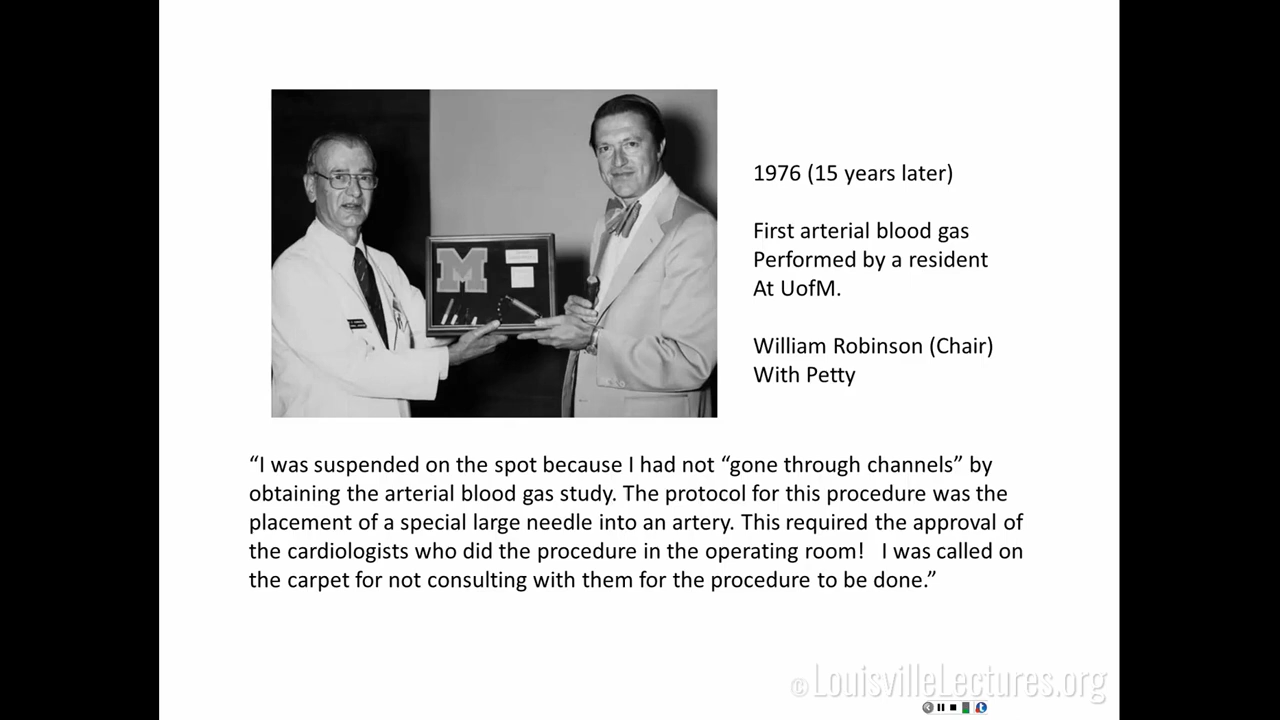 M
1976 (15 years later)
First arterial blood gas
Performed by a resident
At UofM.
William Robinson (Chair)
With Petty
“I was suspended on the spot because I had not “gone through channels” by
obtaining the arterial blood gas study. The protocol for this procedure was the
placement of a special large needle into an artery. This required the approval of
the cardiologists who did the procedure in the operating room!   I was called on
the carpet for not consulting with them for the procedure to be done.”
©LouisvilleLectures.org